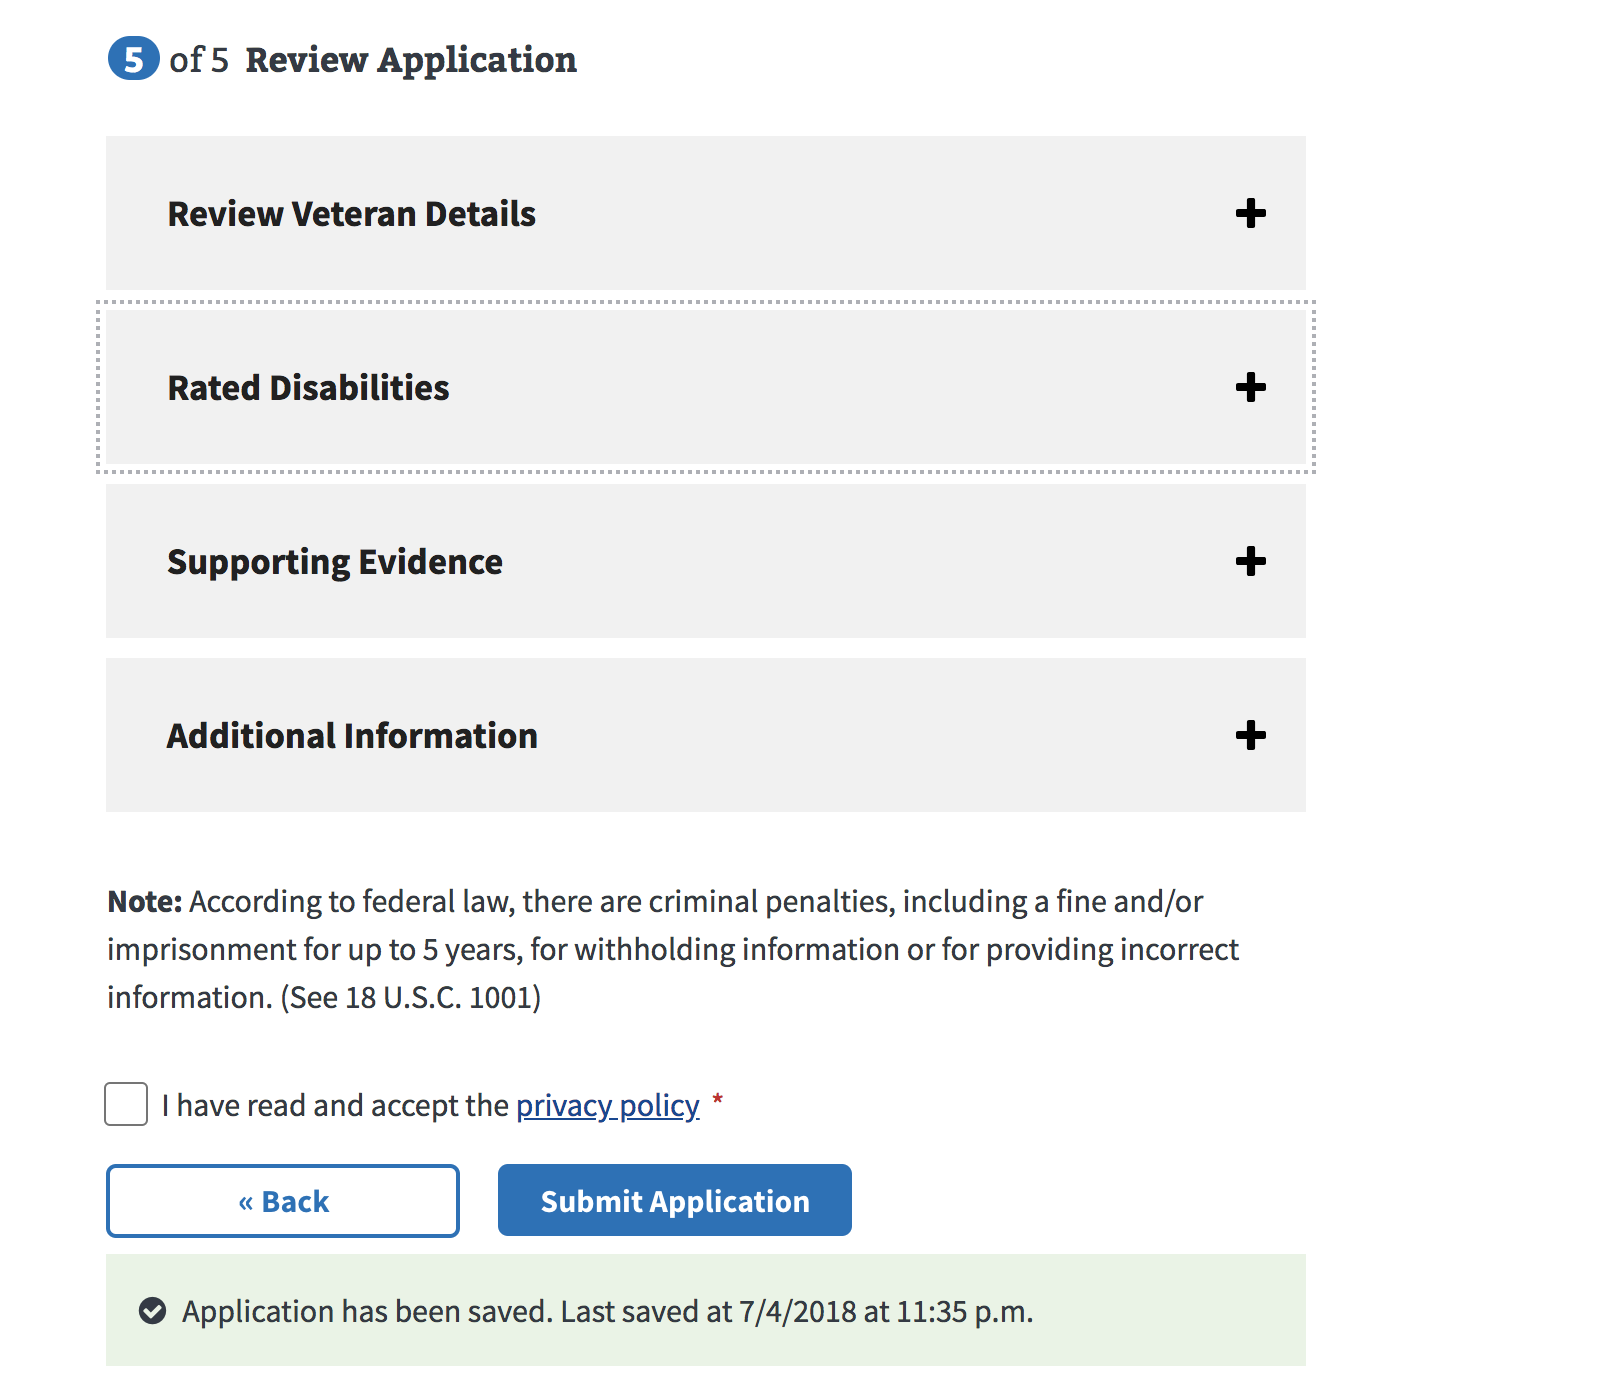 5 of 5 Review Application
Review Veteran Details
Rated Disabilities
Supporting Evidence
Additional Information
Note: According to federal law, there are criminal penalties, including a fine and/or
imprisonment for up to 5 years, for withholding information or for providing incorrect
information. (See 18 U.S.C. 1001)
I have read and accept the privacy policy *
« Back
Submit Application
Application has been saved. Last saved at 7/4/2018 at 11:35 p.m.